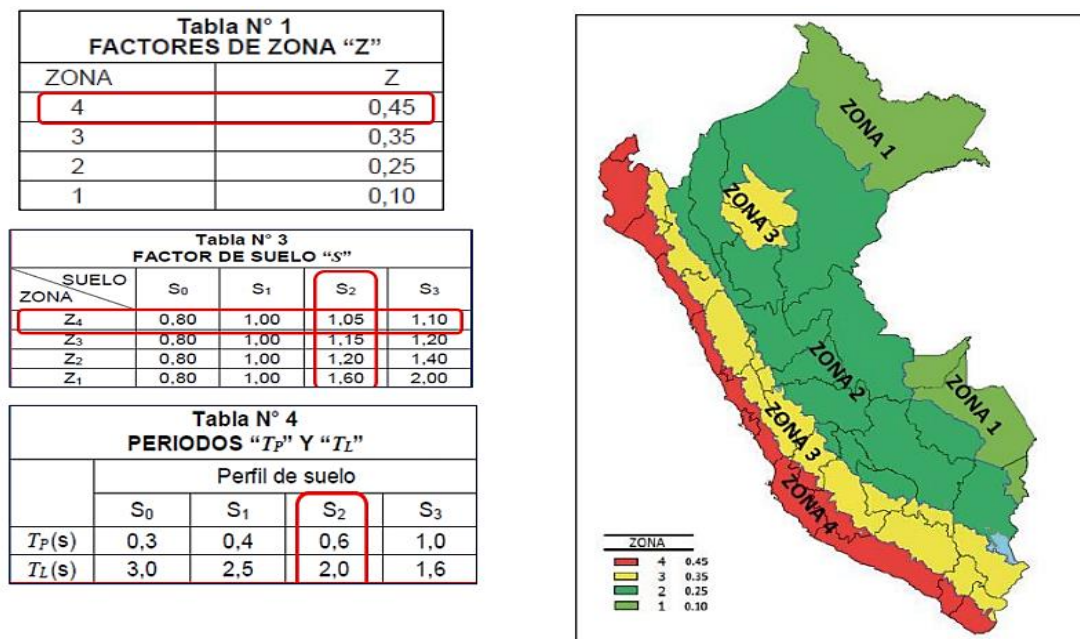 Tabla N° 1
FACTORES DE ZONA “Z”
ZONA Z
4 0,45
3 0,35
2 0,25
1 0,10
Tabla N° 3
FACTOR DE SUELO “S”
SUELO
ZONA S0 S1 S2 S3
Z4 0,80 1,00 1,05 1,10
Z3 0,80 1,00 1,15 1,20
Z2 0,80 1,00 1,20 1,40
Z1 0,80 1,00 1,60 2,00
Tabla N° 4
PERIODOS “TP” Y “TL”
Perfil de suelo
S0 S1 S2 S3
TP(s) 0,3 0,4 0,6 1,0
TL(s) 3,0 2,5 2,0 1,6
ZONA 1
ZONA 3
ZONA 2
ZONA 1
ZONA 3
ZONA 4
ZONA
4 0.45
3 0.35
2 0.25
1 0.10